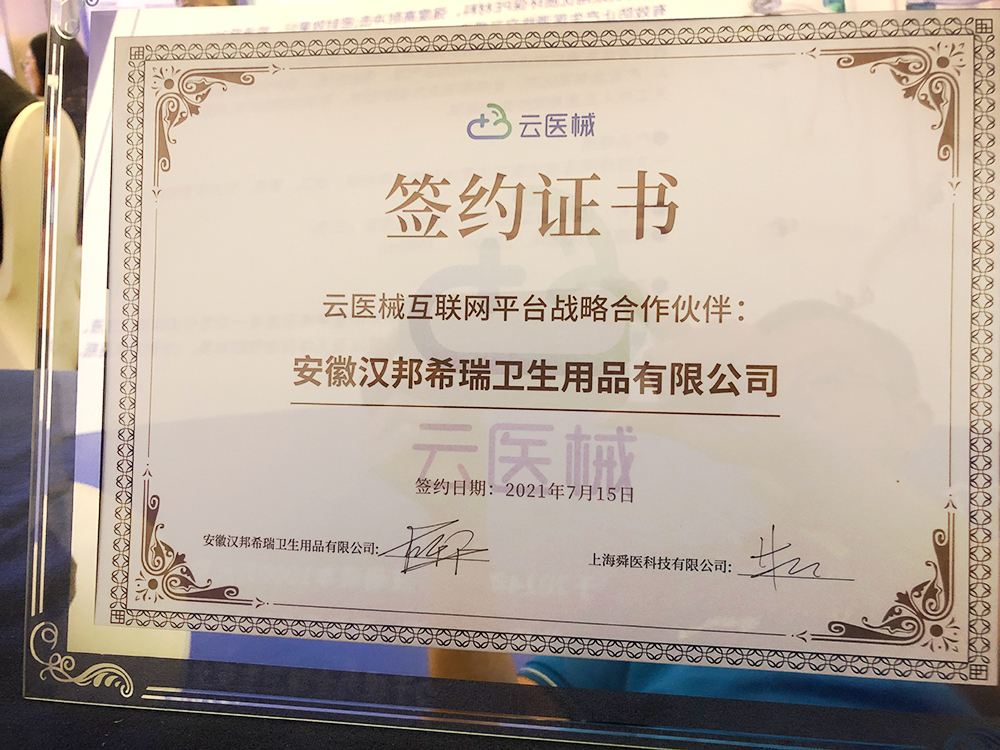 云医械
签约证书
云医械互联网平台战略合作伙伴：
安徽汉邦希瑞卫生用品有限公司
云医械
签约日期：2021年7月15日
安徽汉邦希瑞卫生用品有限公司:
上海舜医科技有限公司: